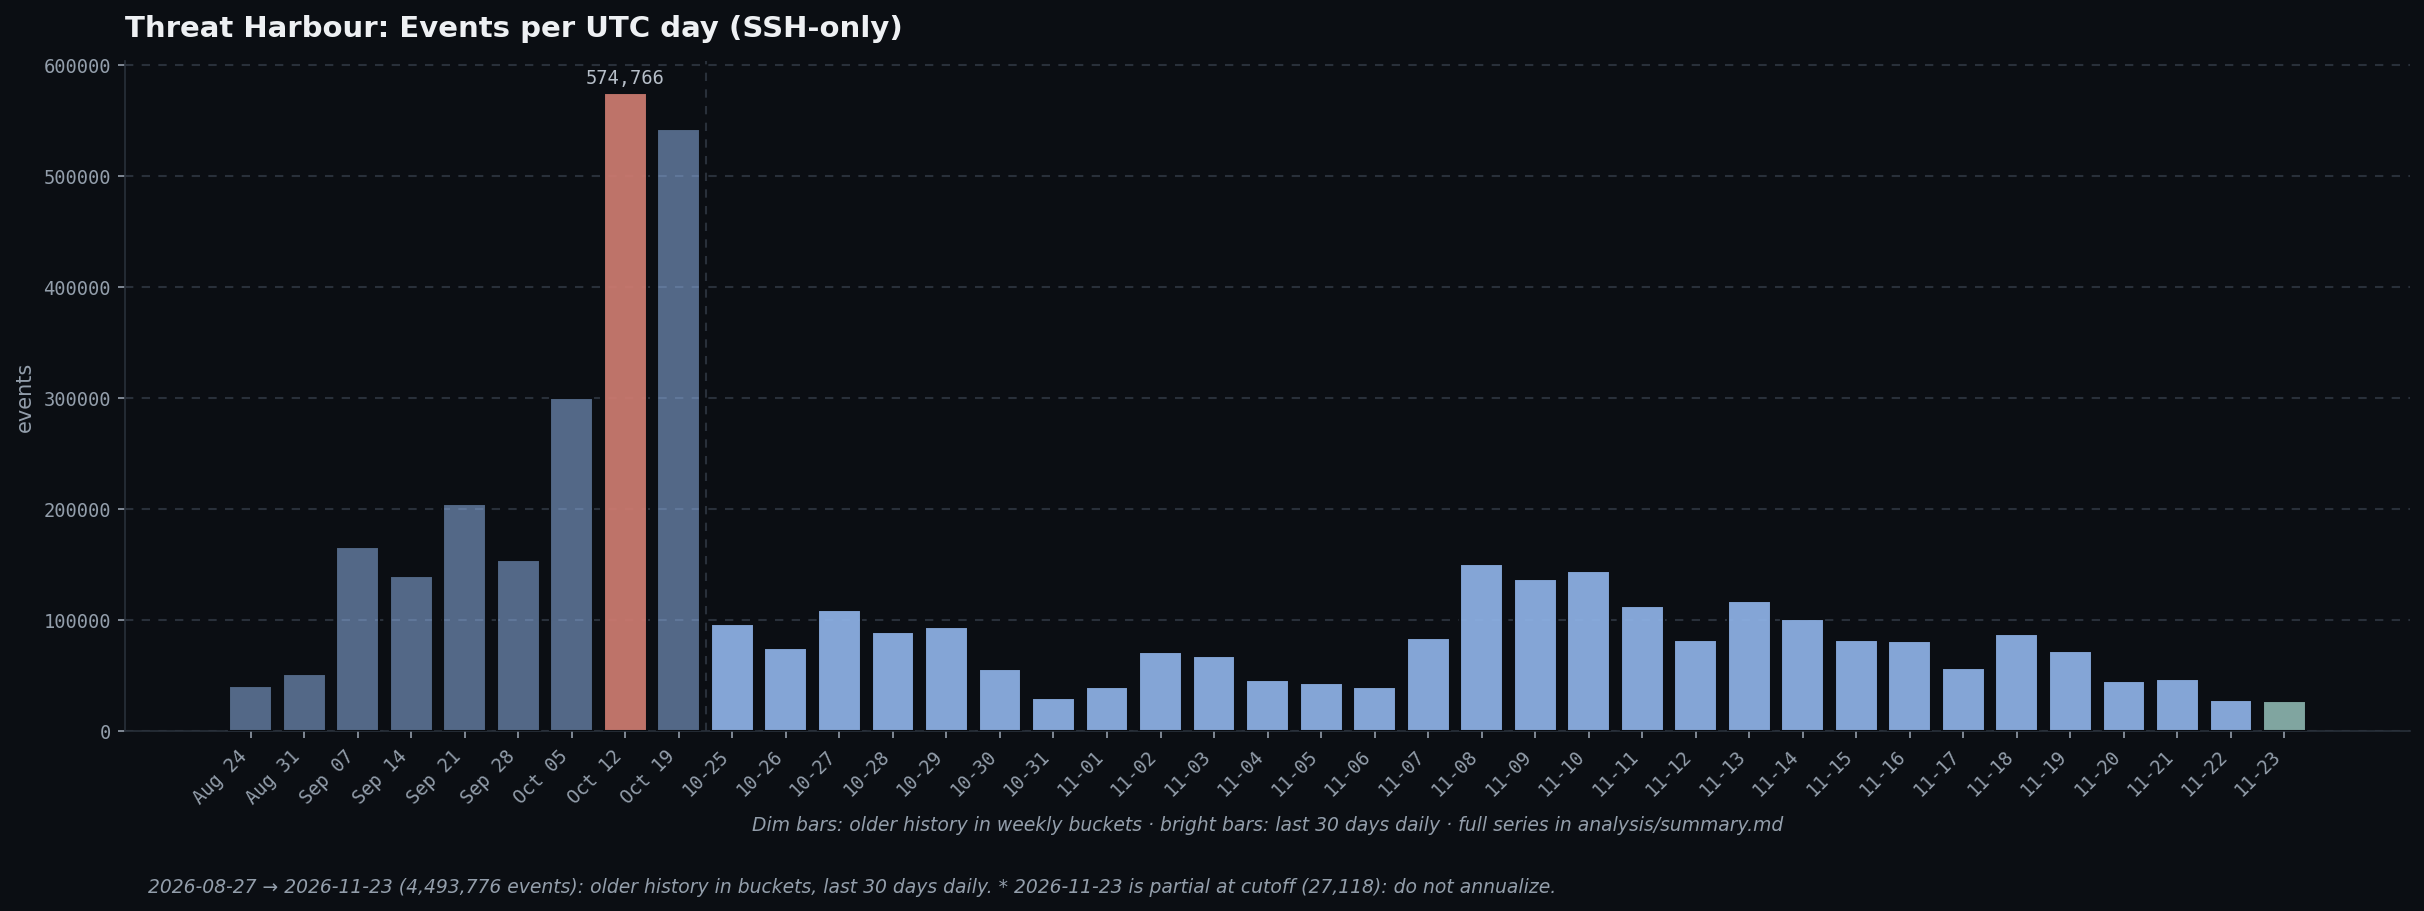 Threat Harbour: Events per UTC day (SSH-only)
events
600000
500000
400000
300000
200000
100000
0
574,766
Aug 24
Aug 31
Sep 07
Sep 14
Sep 21
Sep 28
Oct 05
Oct 12
Oct 19
10-25
10-26
10-27
10-28
10-29
10-30
10-31
11-01
11-02
11-03
11-04
11-05
11-06
11-07
11-08
11-09
11-10
11-11
11-12
11-13
11-14
11-15
11-16
11-17
11-18
11-19
11-20
11-21
11-22
11-23
Dim bars: older history in weekly buckets · bright bars: last 30 days daily · full series in analysis/summary.md
2026-08-27 → 2026-11-23 (4,493,776 events): older history in buckets, last 30 days daily. * 2026-11-23 is partial at cutoff (27,118): do not annualize.